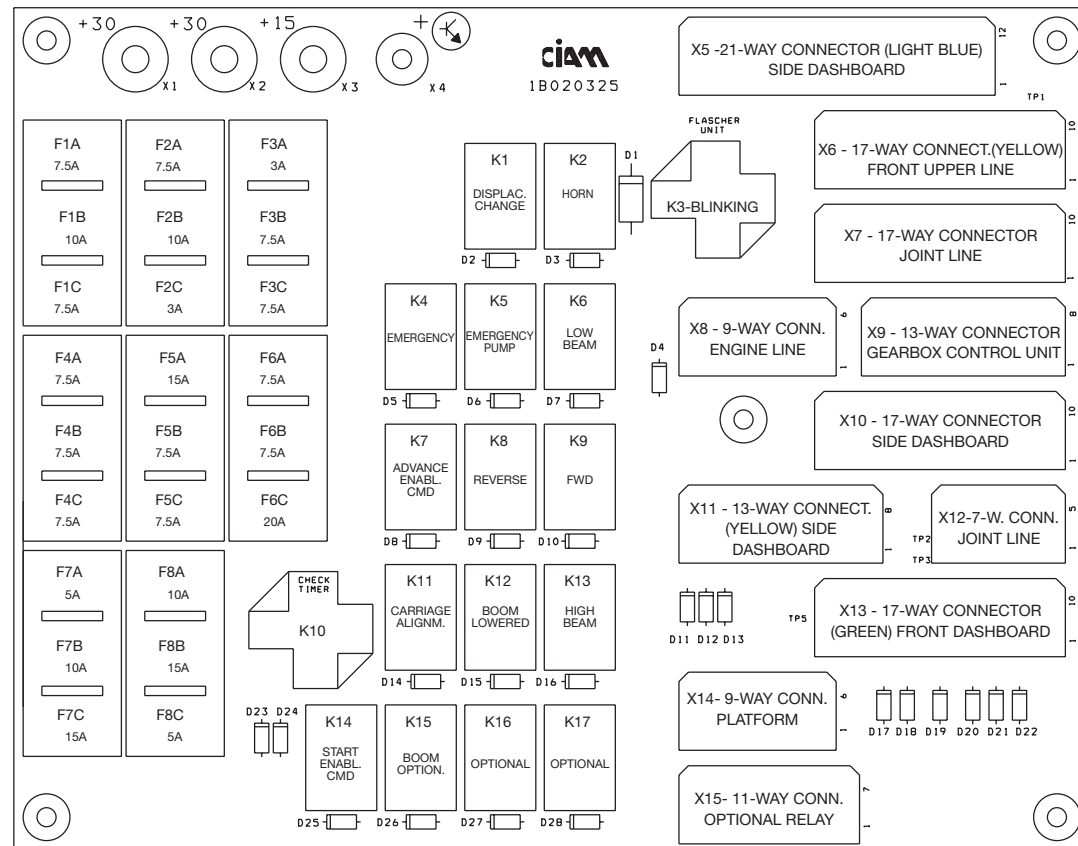 +30
+30
+15
+
X1
X2
X3
X4
ciam
1B020325
X5 -21-WAY CONNECTOR (LIGHT BLUE)
SIDE DASHBOARD
12
1
TP1
F1A
7.5A
F1B
10A
F1C
7.5A
F2A
7.5A
F2B
10A
F2C
3A
F3A
3A
F3B
7.5A
F3C
7.5A
K1
DISPLAC.
CHANGE
D2
K2
HORN
D3
D1
FLASCHER
UNIT
K3-BLINKING
X6 - 17-WAY CONNECT.(YELLOW)
FRONT UPPER LINE
10
1
X7 - 17-WAY CONNECTOR
JOINT LINE
10
1
K4
EMERGENCY
D5
K5
EMERGENCY
PUMP
D6
K6
LOW
BEAM
D7
D4
X8 - 9-WAY CONN.
ENGINE LINE
6
1
X9 - 13-WAY CONNECTOR
GEARBOX CONTROL UNIT
8
1
F4A
7.5A
F4B
7.5A
F4C
7.5A
F5A
15A
F5B
7.5A
F5C
7.5A
F6A
7.5A
F6B
7.5A
F6C
20A
K7
ADVANCE
ENABL.
CMD
D8
K8
REVERSE
D9
K9
FWD
D10
X10 - 17-WAY CONNECTOR
SIDE DASHBOARD
10
1
X11 - 13-WAY CONNECT.
(YELLOW) SIDE
DASHBOARD
8
1
TP2
TP3
X12-7-W. CONN.
JOINT LINE
5
1
F7A
5A
F7B
10A
F7C
15A
F8A
10A
F8B
15A
F8C
5A
CHECK
TIMER
K10
K11
CARRIAGE
ALIGNM.
D14
K12
BOOM
LOWERED
D15
K13
HIGH
BEAM
D16
D11
D12
D13
TP5
X13 - 17-WAY CONNECTOR
(GREEN) FRONT DASHBOARD
10
1
D23
D24
K14
START
ENABL.
CMD
D25
K15
BOOM
OPTION.
D26
K16
OPTIONAL
D27
K17
OPTIONAL
D28
X14- 9-WAY CONN.
PLATFORM
6
1
D17
D18
D19
D20
D21
D22
X15- 11-WAY CONN.
OPTIONAL RELAY
7
1